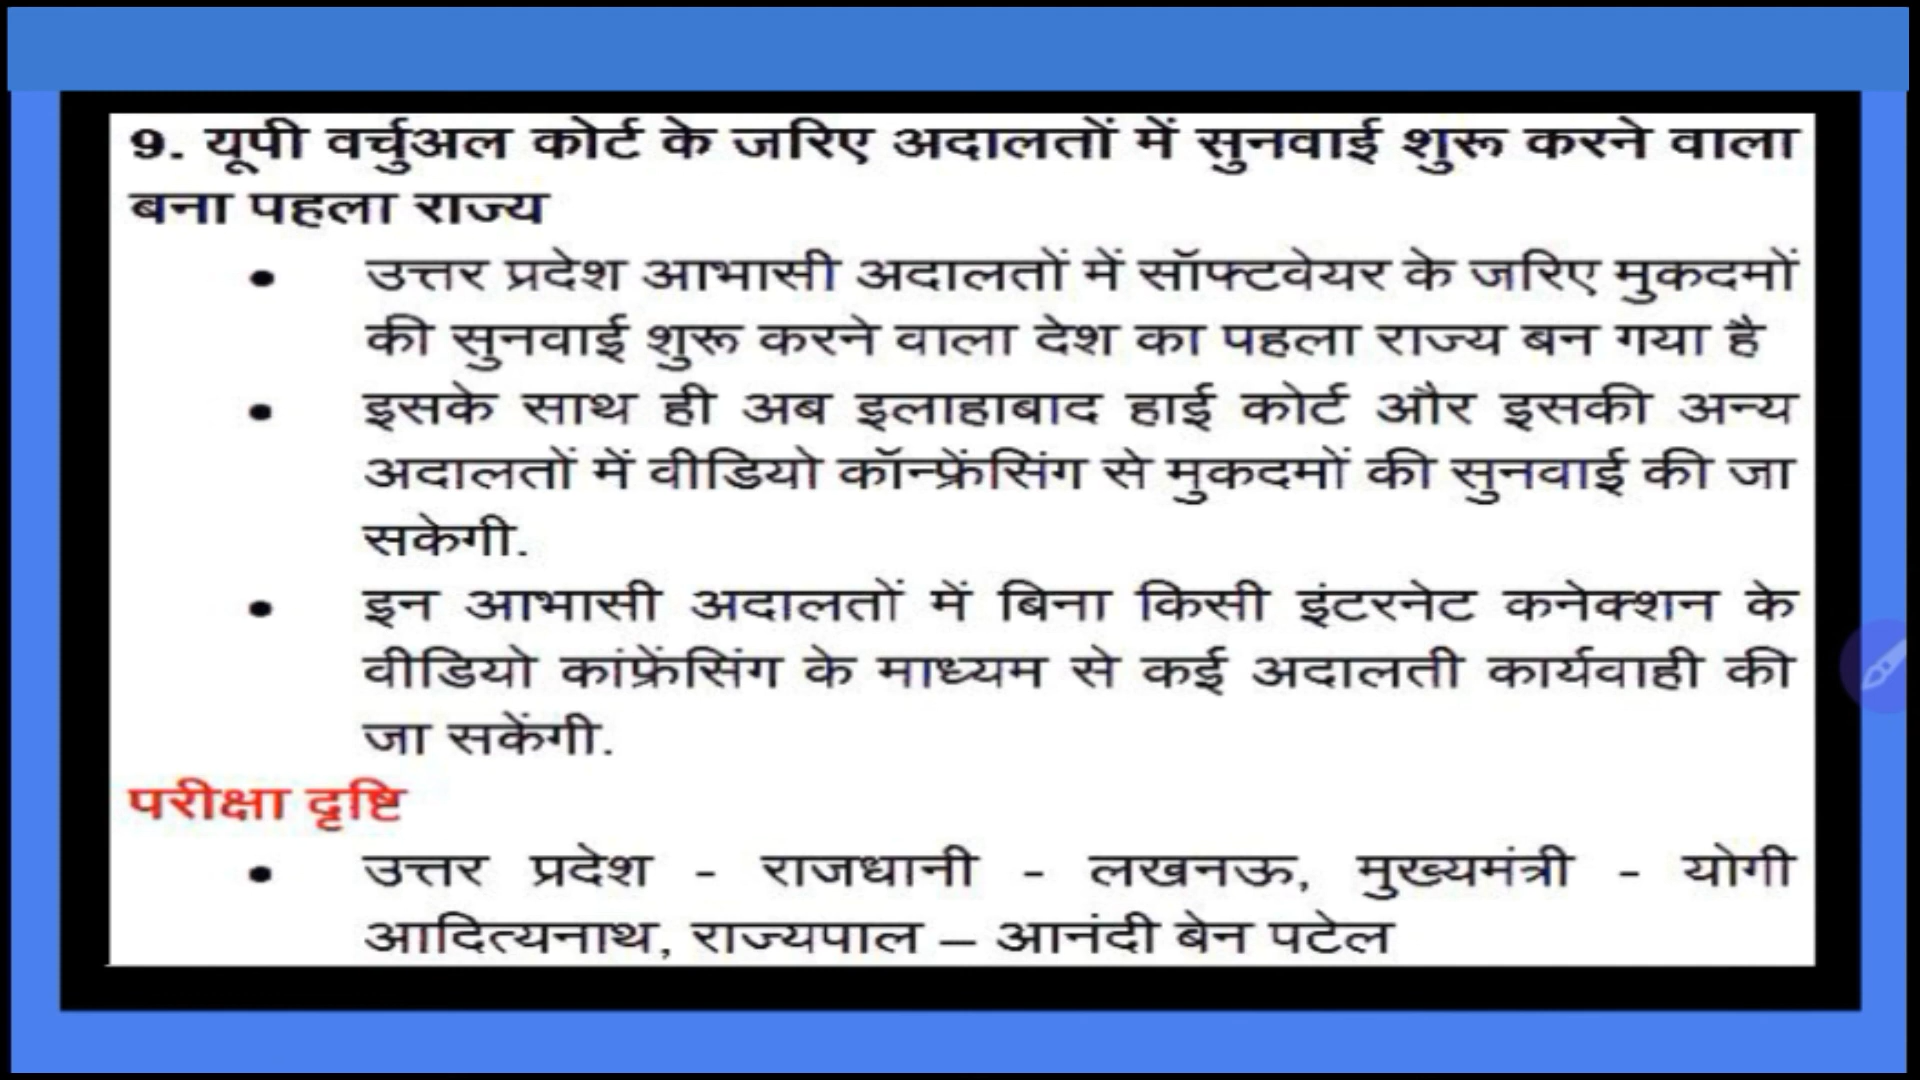 9. यूपी वर्चुअल कोर्ट के जरिए अदालतों में सुनवाई शुरू करने वाला
बना पहला राज्य
• उत्तर प्रदेश आभासी अदालतों में सॉफ्टवेयर के जरिए मुकदमों
की सुनवाई शुरू करने वाला देश का पहला राज्य बन गया है
• इसके साथ ही अब इलाहाबाद हाई कोर्ट और इसकी अन्य
अदालतों में वीडियो कॉन्फ्रेंसिंग से मुकदमों की सुनवाई की जा
सकेगी.
• इन आभासी अदालतों में बिना किसी इंटरनेट कनेक्शन के
वीडियो कांफ्रेंसिंग के माध्यम से कई अदालती कार्यवाही की
जा सकेंगी.
परीक्षा दृष्टि
• उत्तर प्रदेश - राजधानी - लखनऊ, मुख्यमंत्री - योगी
आदित्यनाथ, राज्यपाल – आनंदी बेन पटेल